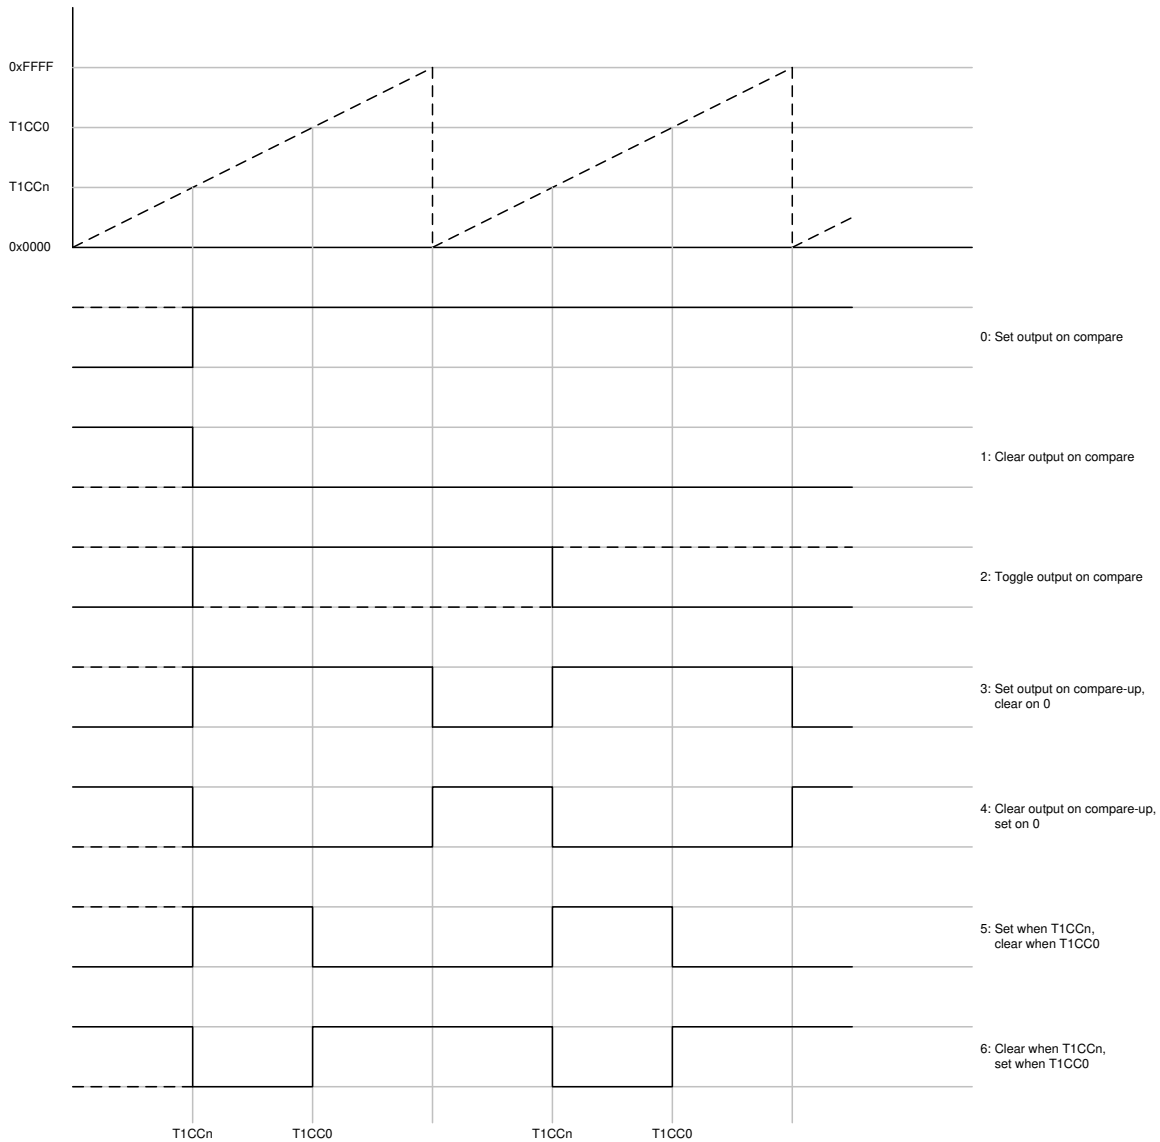 0xFFFF
T1CC0
T1CCn
0x0000
0: Set output on compare
1: Clear output on compare
2: Toggle output on compare
3: Set output on compare-up,
clear on 0
4: Clear output on compare-up,
set on 0
5: Set when T1CCn,
clear when T1CC0
6: Clear when T1CCn,
set when T1CC0
T1CCn T1CC0 T1CCn T1CC0